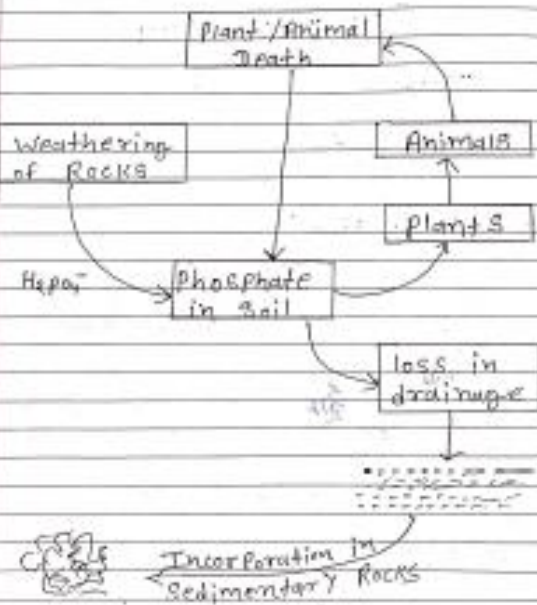 Plant/Animal
Death
Weathering
of Rocks
Animals
Plants
H₂PO₄⁻
Phosphate
in Soil
loss in
drainage
Incorporation in
Sedimentary Rocks